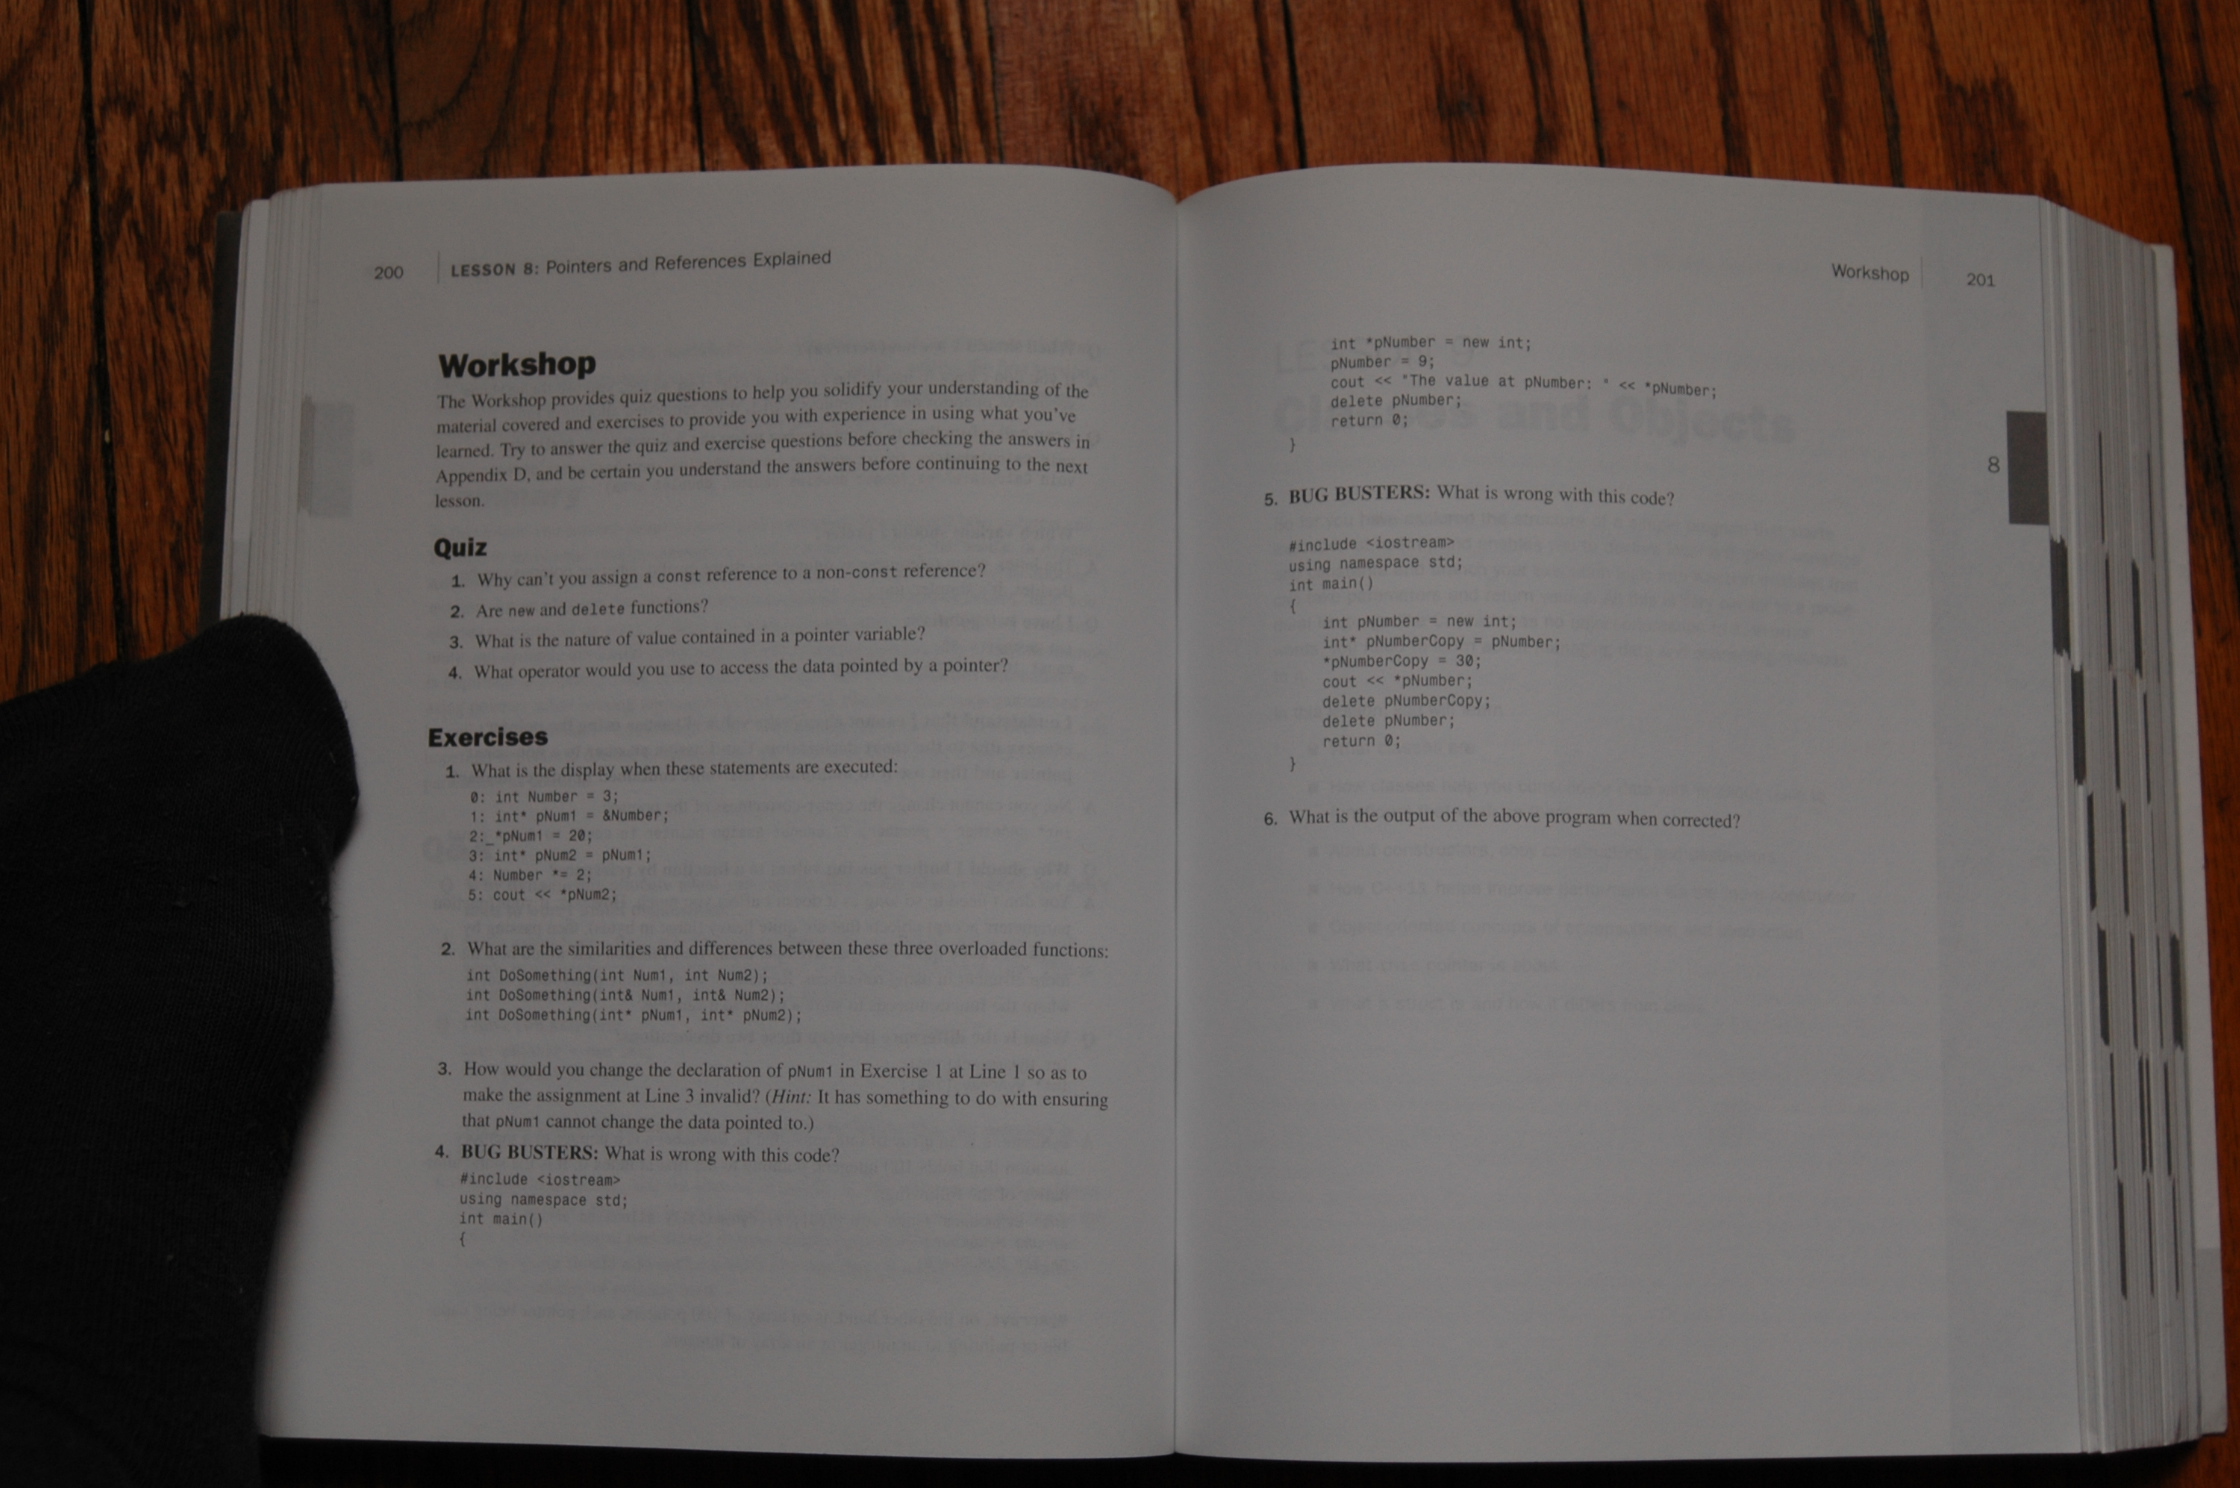 200 | LESSON 8: Pointers and References Explained
Workshop
The Workshop provides quiz questions to help you solidify your understanding of the
material covered and exercises to provide you with experience in using what you've
learned. Try to answer the quiz and exercise questions before checking the answers in
Appendix D, and be certain you understand the answers before continuing to the next
lesson.
Quiz
1. Why can't you assign a const reference to a non-const reference?
2. Are new and delete functions?
3. What is the nature of value contained in a pointer variable?
4. What operator would you use to access the data pointed by a pointer?
Exercises
1. What is the display when these statements are executed:
0: int Number = 3;
1: int* pNum1 = &Number;
2: *pNum1 = 20;
3: int* pNum2 = pNum1;
4: Number *= 2;
5: cout << *pNum2;
2. What are the similarities and differences between these three overloaded functions:
int DoSomething(int Num1, int Num2);
int DoSomething(int& Num1, int& Num2);
int DoSomething(int* pNum1, int* pNum2);
3. How would you change the declaration of pNum1 in Exercise 1 at Line 1 so as to
make the assignment at Line 3 invalid? (Hint: It has something to do with ensuring
that pNum1 cannot change the data pointed to.)
4. BUG BUSTERS: What is wrong with this code?
#include <iostream>
using namespace std;
int main()
{
Workshop | 201
8
int *pNumber = new int;
pNumber = 9;
cout << "The value at pNumber: " << *pNumber;
delete pNumber;
return 0;
}
5. BUG BUSTERS: What is wrong with this code?
#include <iostream>
using namespace std;
int main()
{
int pNumber = new int;
int* pNumberCopy = pNumber;
*pNumberCopy = 30;
cout << *pNumber;
delete pNumberCopy;
delete pNumber;
return 0;
}
6. What is the output of the above program when corrected?